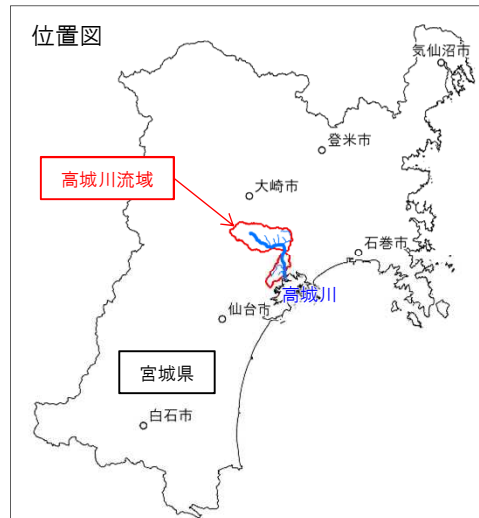 位置図
気仙沼市
登米市
高城川流域
大崎市
石巻市
高城川
仙台市
宮城県
白石市